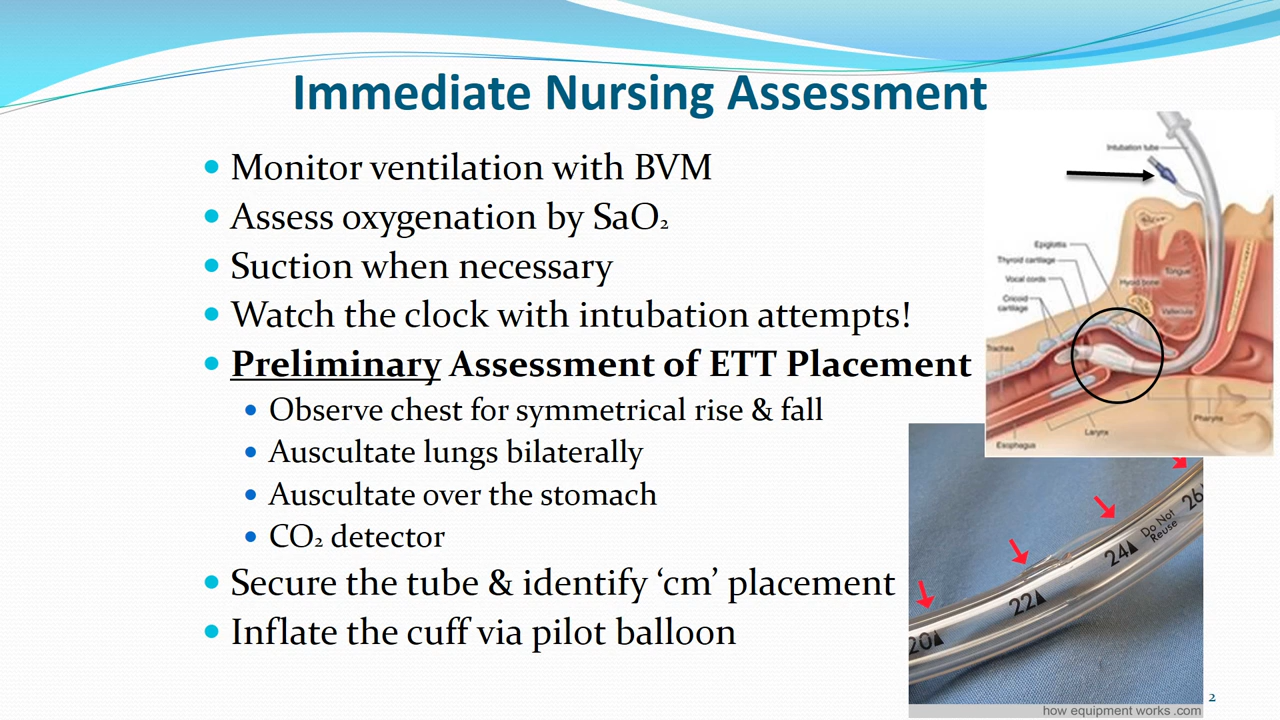 Immediate Nursing Assessment
Monitor ventilation with BVM
Assess oxygenation by SaO₂
Suction when necessary
Watch the clock with intubation attempts!
Preliminary Assessment of ETT Placement
Observe chest for symmetrical rise & fall
Auscultate lungs bilaterally
Auscultate over the stomach
CO₂ detector
Secure the tube & identify ‘cm’ placement
Inflate the cuff via pilot balloon
Intubation tube
Epiglottis
Thyroid cartilage
Vocal cords
Cricoid
cartilage
Trachea
Esophagus
Tongue
Hyoid bone
Vallecula
Larynx
Pharynx
20
22
24
Do Not
Reuse
26
how equipment works .com
2